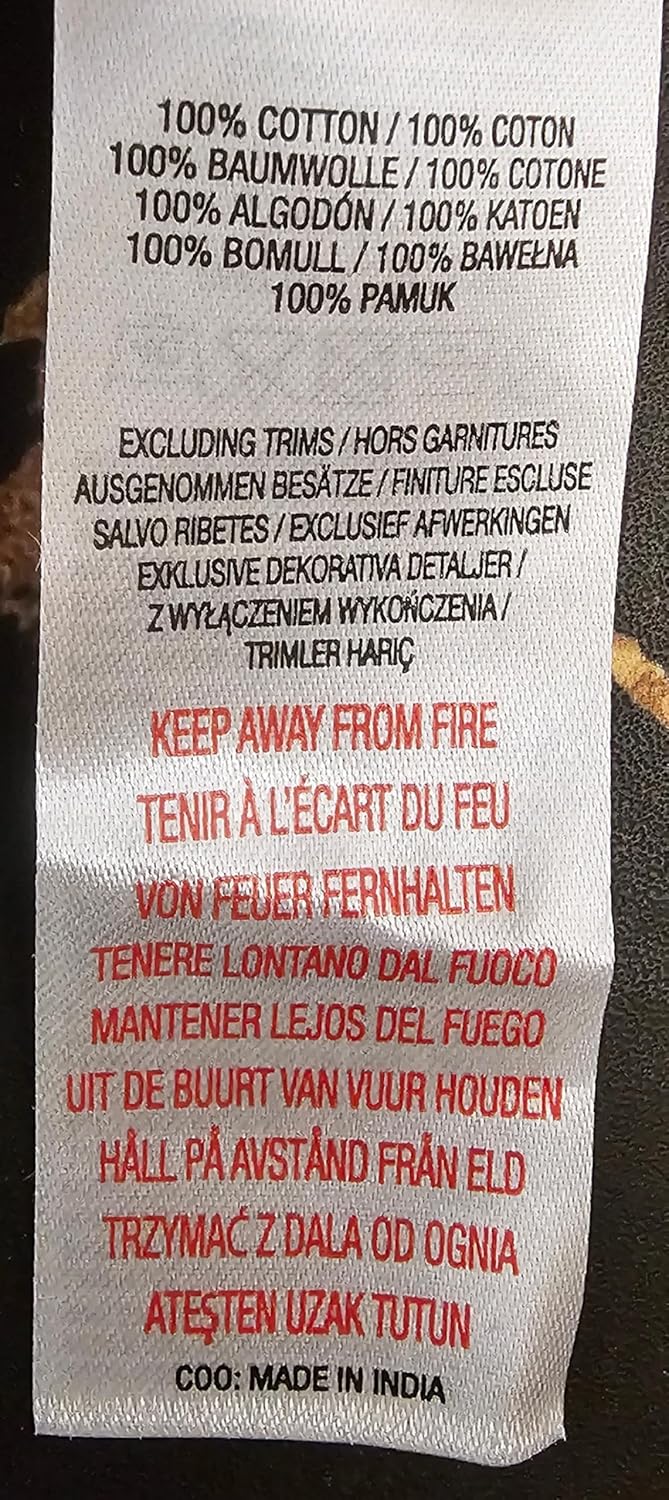 100% COTTON / 100% COTON
100% BAUMWOLLE / 100% COTONE
100% ALGODÓN / 100% KATOEN
100% BOMULL / 100% BAWEŁNA
100% PAMUK
EXCLUDING TRIMS / HORS GARNITURES
AUSGENOMMEN BESÄTZE / FINITURE ESCLUSE
SALVO RIBETES / EXCLUSIEF AFWERKINGEN
EXKLUSIVE DEKORATIVA DETALJER /
Z WYŁĄCZENIEM WYKOŃCZENIA /
TRIMLER HARIÇ
KEEP AWAY FROM FIRE
TENIR À L'ÉCART DU FEU
VON FEUER FERNHALTEN
TENERE LONTANO DAL FUOCO
MANTENER LEJOS DEL FUEGO
UIT DE BUURT VAN VUUR HOUDEN
HÅLL PÅ AVSTÅND FRÅN ELD
TRZYMAĆ Z DALA OD OGNIA
ATEŞTEN UZAK TUTUN
COO: MADE IN INDIA